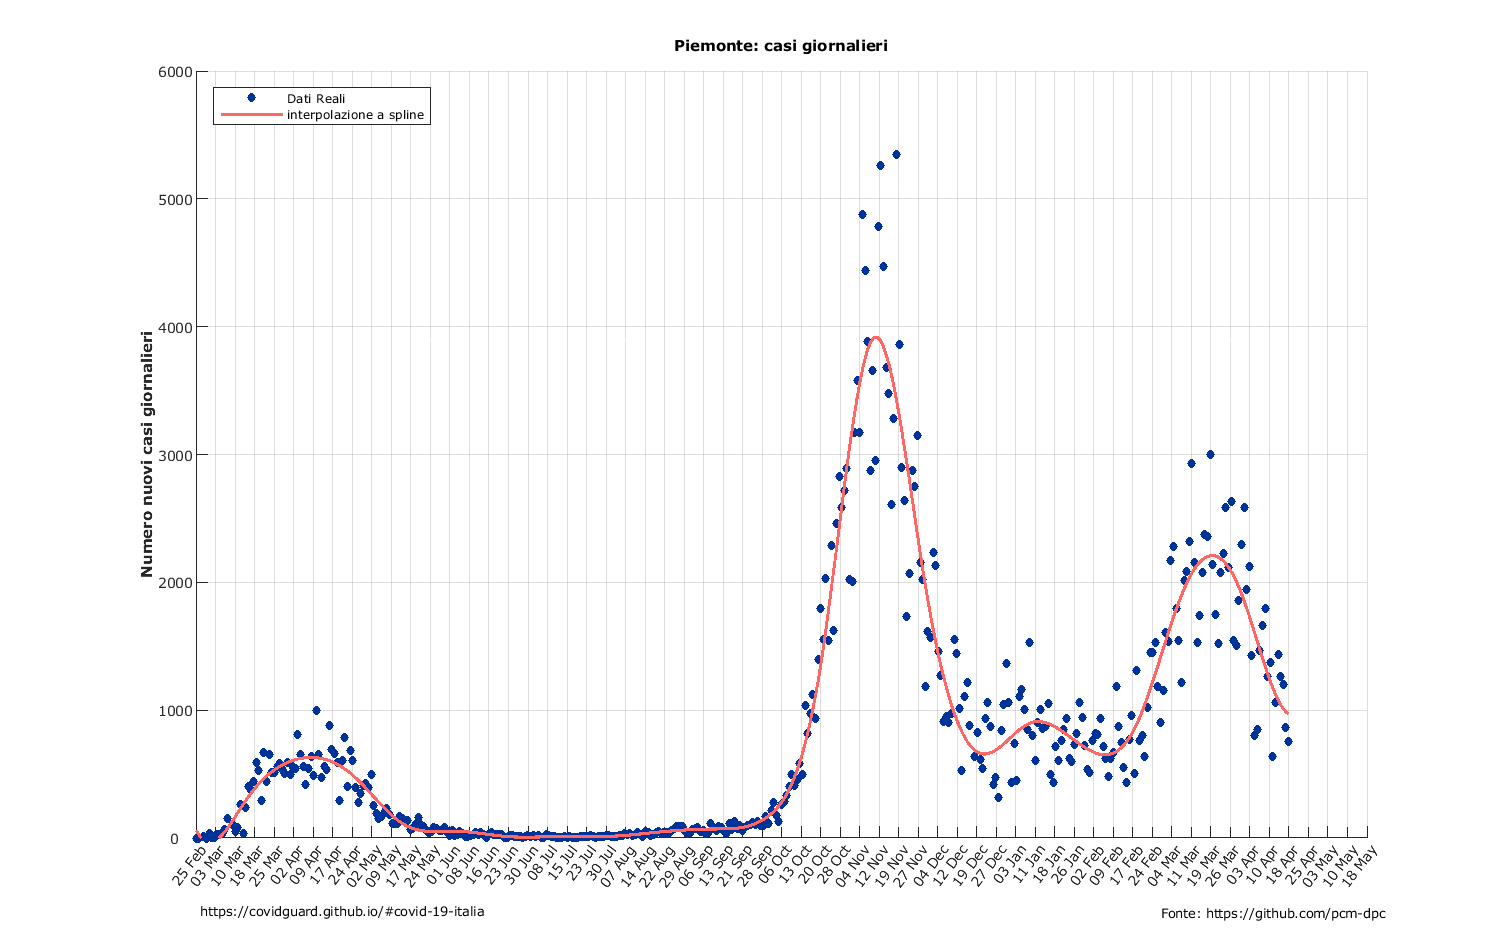 Piemonte: casi giornalieri
Dati Reali
interpolazione a spline
Numero nuovi casi giornalieri
6000
5000
4000
3000
2000
1000
0
25 Feb 03 Mar 10 Mar 18 Mar 25 Mar 02 Apr 09 Apr 17 Apr 24 Apr 02 May 09 May 17 May 24 May 01 Jun 08 Jun 16 Jun 23 Jun 30 Jun 08 Jul 15 Jul 23 Jul 30 Jul 07 Aug 14 Aug 22 Aug 29 Aug 06 Sep 13 Sep 21 Sep 28 Sep 06 Oct 13 Oct 20 Oct 28 Oct 04 Nov 12 Nov 19 Nov 27 Nov 04 Dec 12 Dec 19 Dec 27 Dec 03 Jan 11 Jan 18 Jan 26 Jan 02 Feb 09 Feb 17 Feb 24 Feb 04 Mar 11 Mar 19 Mar 26 Mar 03 Apr 10 Apr 18 Apr 25 Apr 03 May 10 May 18 May
https://covidguard.github.io/#covid-19-italia
Fonte: https://github.com/pcm-dpc